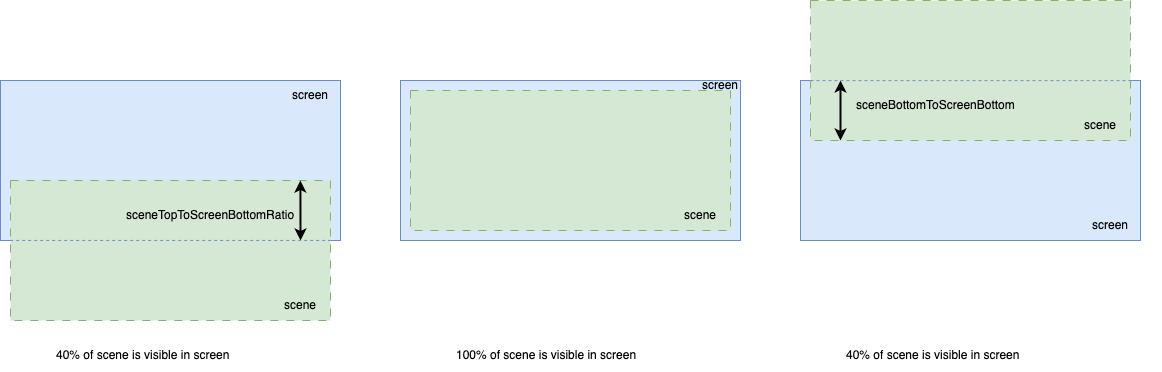 screen
sceneTopToScreenBottomRatio
scene
40% of scene is visible in screen
screen
scene
100% of scene is visible in screen
sceneBottomToScreenBottom
scene
screen
40% of scene is visible in screen